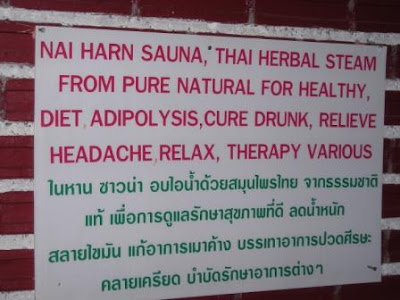 NAI HARN SAUNA, THAI HERBAL STEAM
FROM PURE NATURAL FOR HEALTHY,
DIET, ADIPOLYSIS,CURE DRUNK, RELIEVE
HEADACHE,RELAX, THERAPY VARIOUS
ในหาน ซาวน่า อบไอน้ำด้วยสมุนไพรไทย จากธรรมชาติ
แท้ เพื่อการดูแลรักษาสุขภาพที่ดี ลดน้ำหนัก
สลายไขมัน แก้อาการเมาค้าง บรรเทาอาการปวดศีรษะ
คลายเครียด บำบัดรักษาอาการต่างๆ